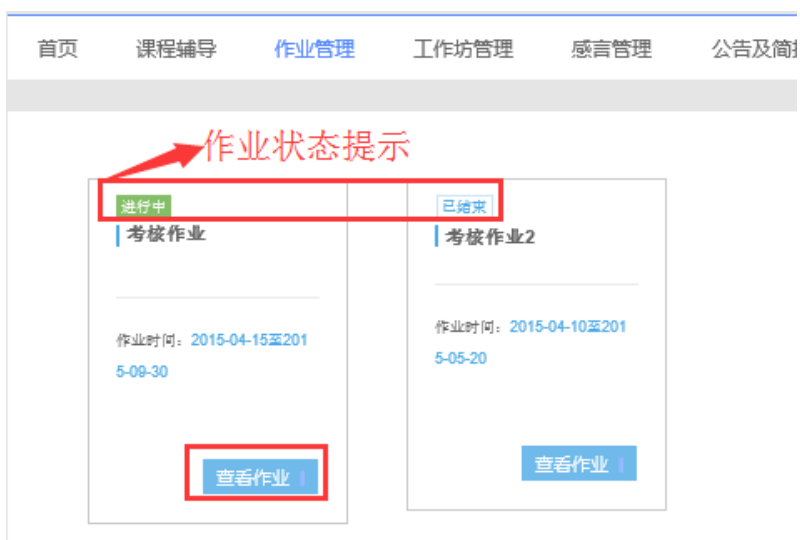 首页 课程辅导 作业管理 工作坊管理 感言管理 公告及简
作业状态提示
进行中
考核作业
作业时间：2015-04-15至201
5-09-30
查看作业
已结束
考核作业2
作业时间：2015-04-10至201
5-05-20
查看作业